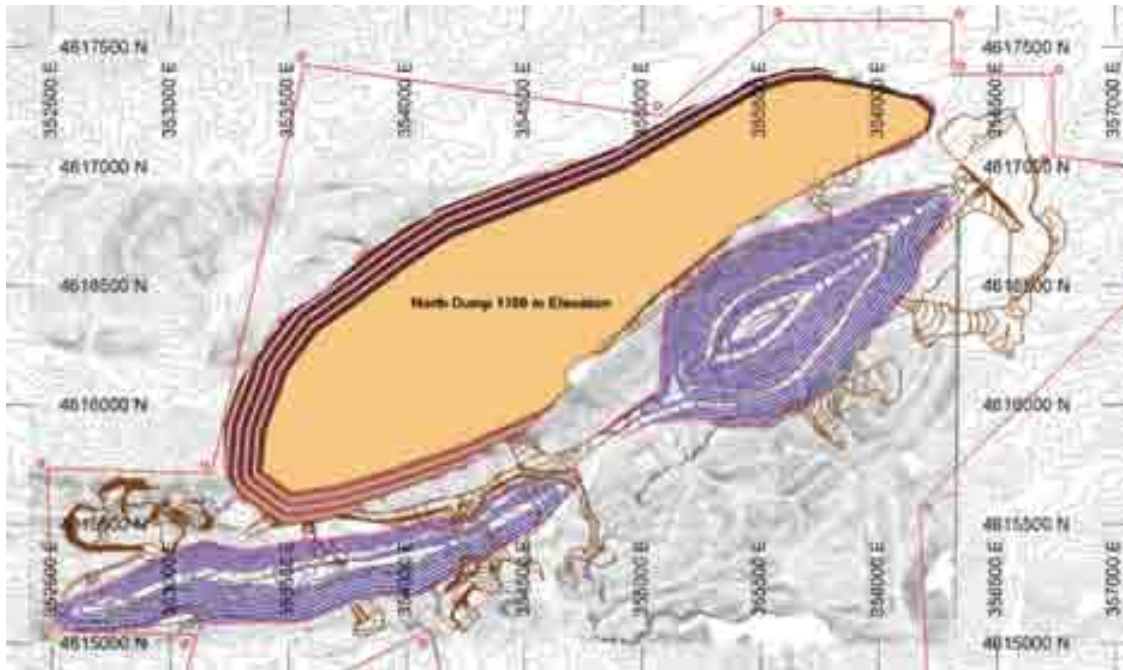 4617500 N
4617500 N
352500 E
353000 E
353500 E
354000 E
354500 E
355000 E
355500 E
356000 E
356500 E
357000 E
4617000 N
4617000 N
4616500 N
4616500 N
North Dump 1100 m Elevation
4616000 N
4616000 N
4615500 N
4615500 N
352500 E
353000 E
353500 E
354000 E
354500 E
355000 E
355500 E
356000 E
356500 E
357000 E
4615000 N
4615000 N